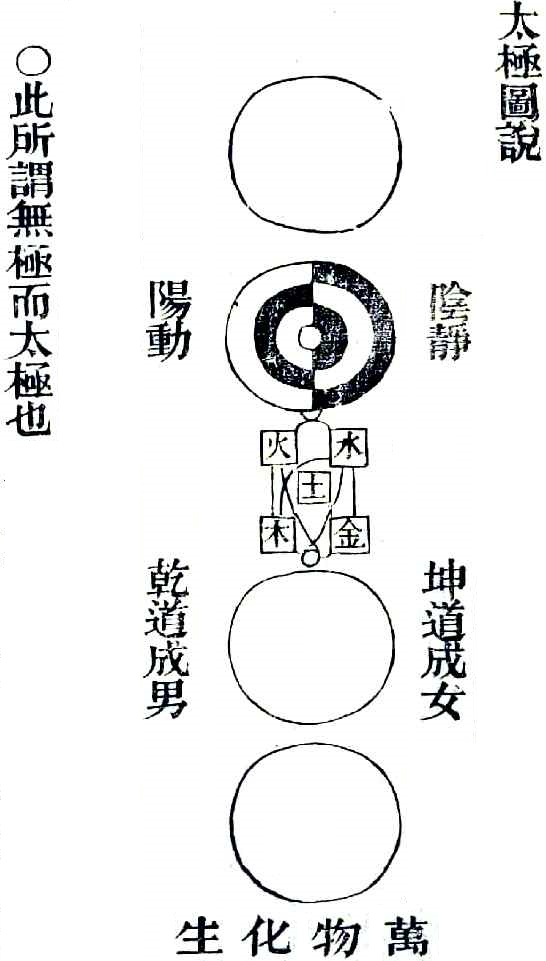 太極圖說
陰靜
陽動
水
火
土
金
木
坤道成女
乾道成男
萬物化生
○此所謂無極而太極也